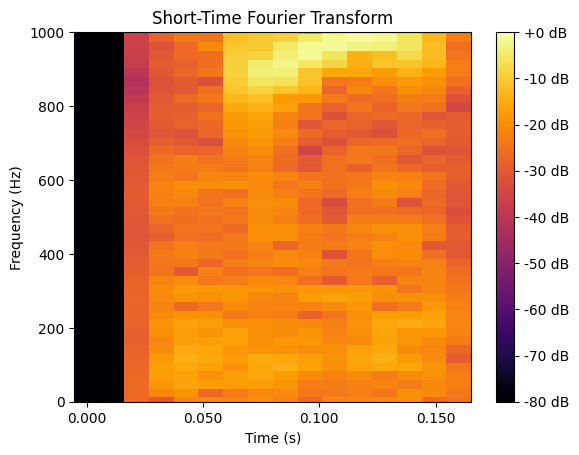 Short-Time Fourier Transform
1000
800
600
400
200
0
Frequency (Hz)
0.000
0.050
0.100
0.150
Time (s)
+0 dB
-10 dB
-20 dB
-30 dB
-40 dB
-50 dB
-60 dB
-70 dB
-80 dB